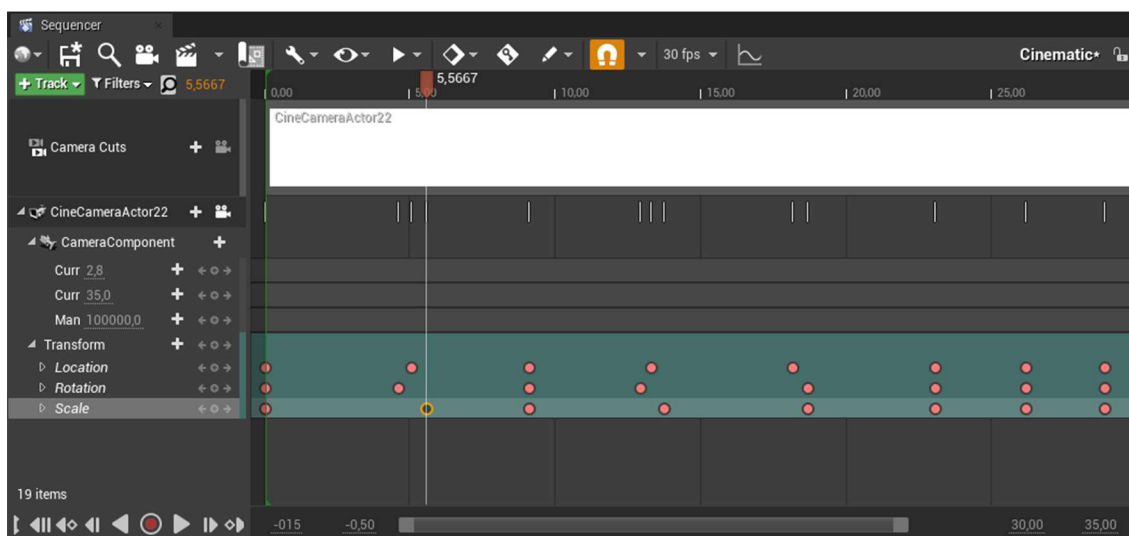 Sequencer
30 fps
Cinematic*
+ Track Filters 5,5667
5,5667
0,00 5,00 10,00 15,00 20,00 25,00
CineCameraActor22
Camera Cuts
CineCameraActor22
CameraComponent
Curr 2,8
Curr 35,0
Man 100000,0
Transform
Location
Rotation
Scale
19 items
-015 -0,50 30,00 35,00